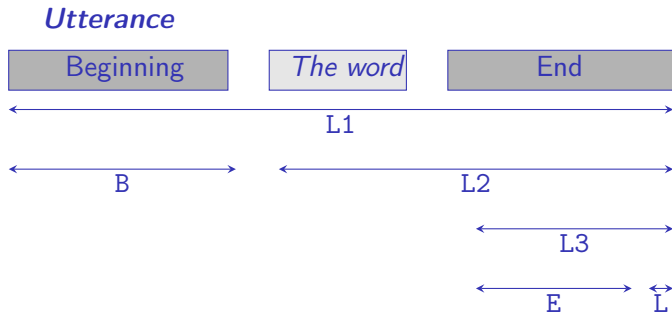 Utterance
Beginning The word End
L1
B L2
L3
E L